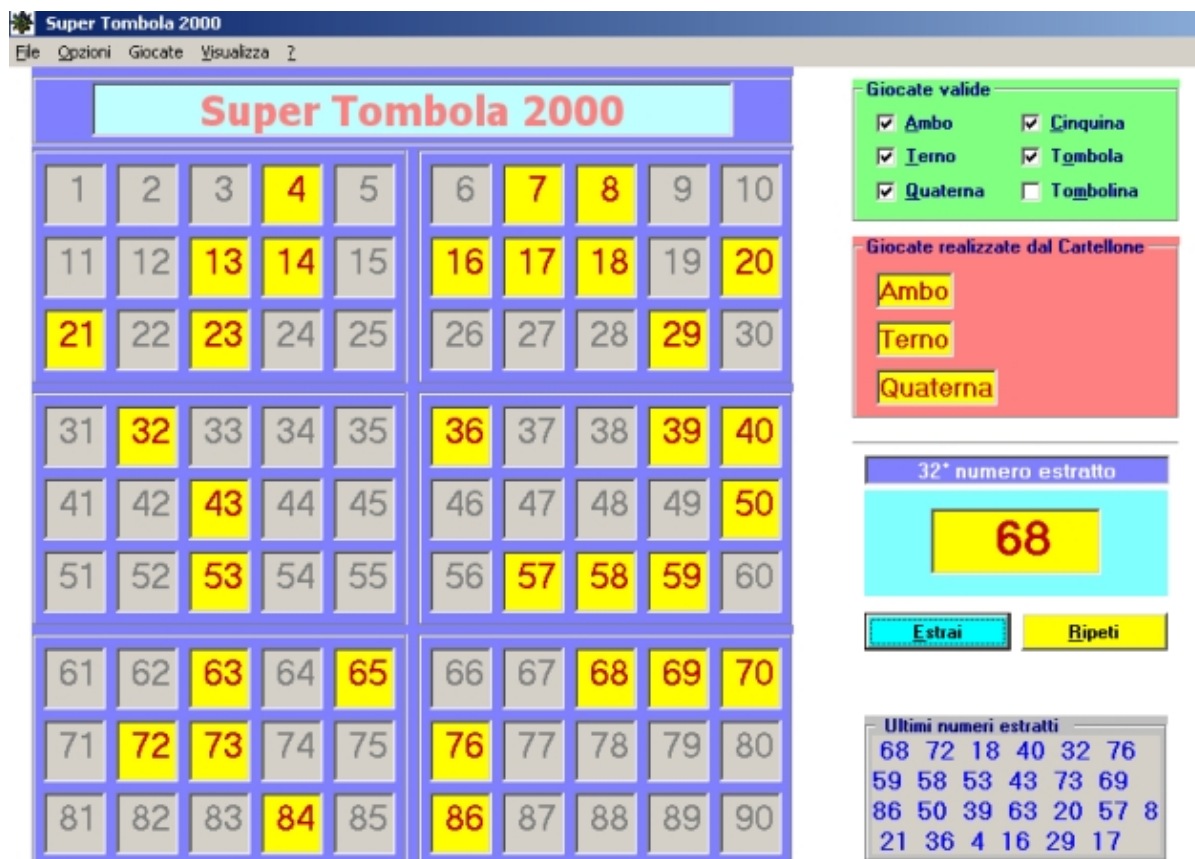 Super Tombola 2000
File Opzioni Giocate Visualizza ?
Super Tombola 2000
1 2 3 4 5 6 7 8 9 10
11 12 13 14 15 16 17 18 19 20
21 22 23 24 25 26 27 28 29 30
31 32 33 34 35 36 37 38 39 40
41 42 43 44 45 46 47 48 49 50
51 52 53 54 55 56 57 58 59 60
61 62 63 64 65 66 67 68 69 70
71 72 73 74 75 76 77 78 79 80
81 82 83 84 85 86 87 88 89 90
Giocate valide
Ambo Cinquina
Terno Tombola
Quaterna Tombolina
Giocate realizzate dal Cartellone
Ambo
Terno
Quaterna
32° numero estratto
68
Estrai Ripeti
Ultimi numeri estratti
68 72 18 40 32 76
59 58 53 43 73 69
86 50 39 63 20 57 8
21 36 4 16 29 17